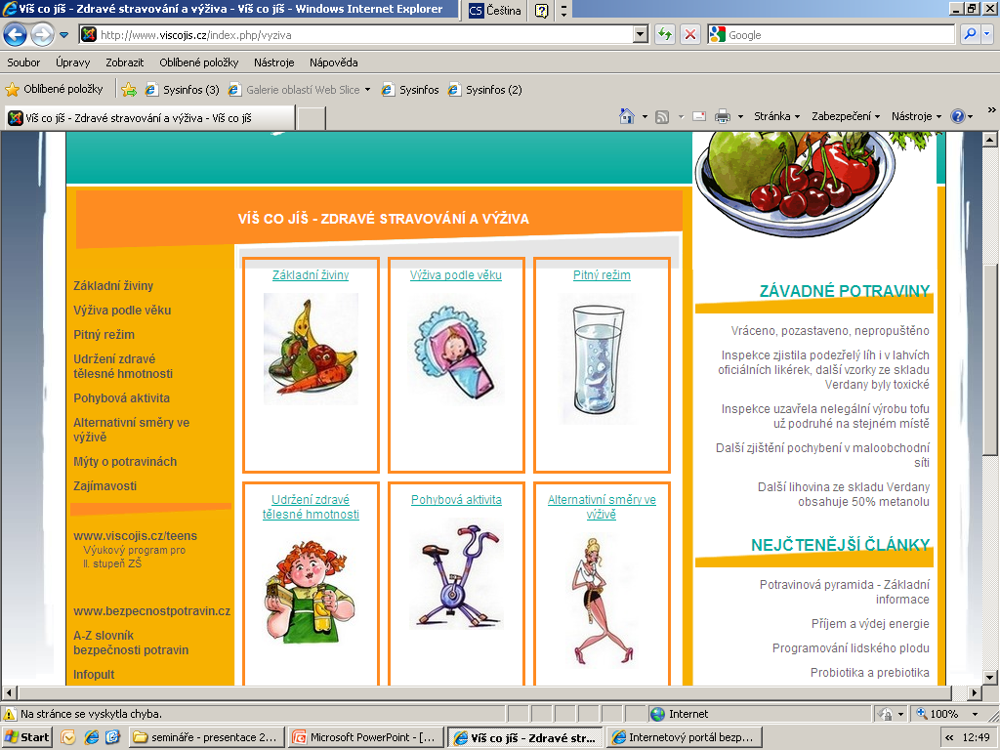 Víš co jíš - Zdravé stravování a výživa - Víš co jíš - Windows Internet Explorer
CS Čeština
http://www.viscojis.cz/index.php/vyziva
Google
Soubor Úpravy Zobrazit Oblíbené položky Nástroje Nápověda
Oblíbené položky Sysinfos (3) Galerie oblastí Web Slice Sysinfos Sysinfos (2)
Víš co jíš - Zdravé stravování a výživa - Víš co jíš
Stránka Zabezpečení Nástroje
VÍŠ CO JÍŠ - ZDRAVÉ STRAVOVÁNÍ A VÝŽIVA
Základní živiny
Výživa podle věku
Pitný režim
Udržení zdravé
tělesné hmotnosti
Pohybová aktivita
Alternativní směry ve
výživě
Mýty o potravinách
Zajímavosti
www.viscojis.cz/teens
Výukový program pro
II. stupeň ZŠ
www.bezpecnostpotravin.cz
A-Z slovník
bezpečnosti potravin
Infopult
Základní živiny
Výživa podle věku
Pitný režim
Udržení zdravé
tělesné hmotnosti
Pohybová aktivita
Alternativní směry ve
výživě
ZÁVADNÉ POTRAVINY
Vráceno, pozastaveno, nepropuštěno
Inspekce zjistila podezřelý líh i v lahvích
oficiálních likérek, další vzorky ze skladu
Verdany byly toxické
Inspekce uzavřela nelegální výrobu tofu
už podruhé na stejném místě
Další zjištění pochybení v maloobchodní
síti
Další lihovina ze skladu Verdany
obsahuje 50% metanolu
NEJČTENĚJŠÍ ČLÁNKY
Potravinová pyramida - Základní
informace
Příjem a výdej energie
Programování lidského plodu
Probiotika a prebiotika
Na stránce se vyskytla chyba.
Internet
100%
Start
semináře - presentace 2...
Microsoft PowerPoint - [...
Víš co jíš - Zdravé str...
Internetový portál bezp...
12:49